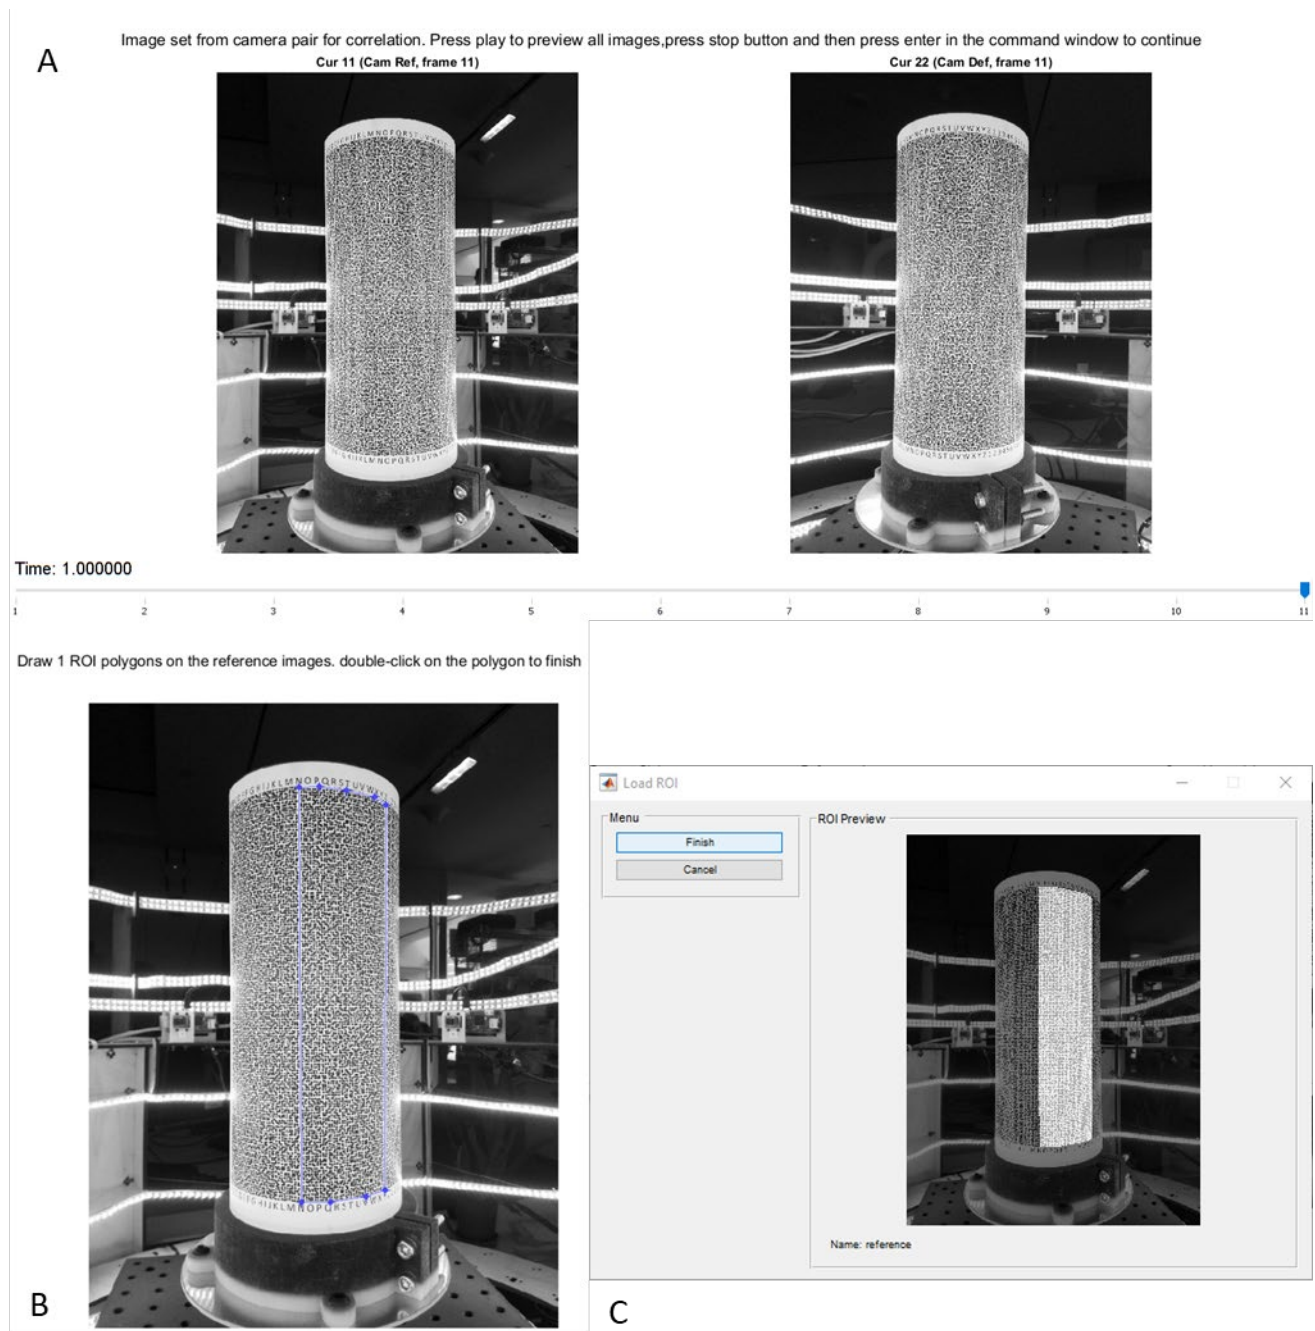 A
Image set from camera pair for correlation. Press play to preview all images,press stop button and then press enter in the command window to continue
Cur 11 (Cam Ref, frame 11)
Cur 22 (Cam Def, frame 11)
Time: 1.000000
1 2 3 4 5 6 7 8 9 10 11
Draw 1 ROI polygons on the reference images. double-click on the polygon to finish
Load ROI
Menu
Finish
Cancel
ROI Preview
Name: reference
B
C